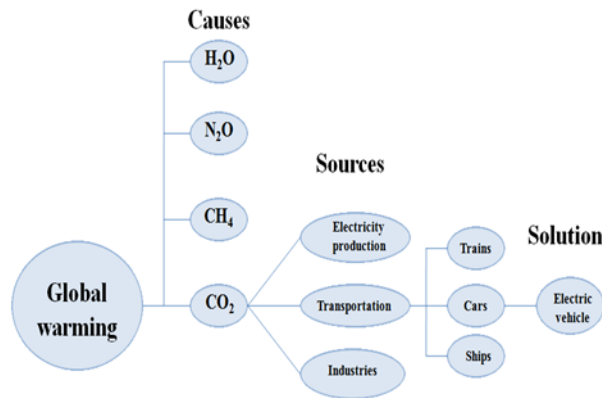 Causes
H₂O
N₂O
Sources
CH₄
Electricity
production
Solution
Trains
Global
warming
CO₂
Transportation
Cars
Electric
vehicle
Ships
Industries